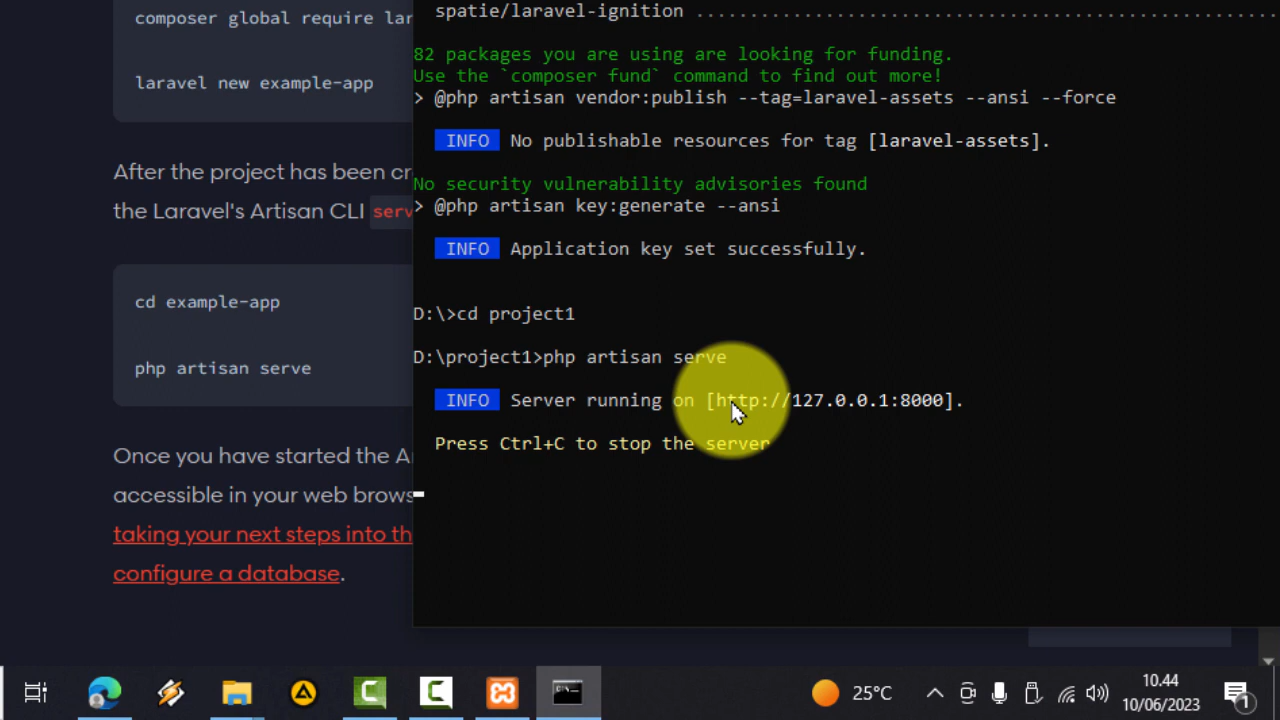 composer global require lar
laravel new example-app
After the project has been cr
the Laravel's Artisan CLI serv
cd example-app
php artisan serve
Once you have started the A
accessible in your web brows
taking your next steps into th
configure a database.
spatie/laravel-ignition .....................................................
82 packages you are using are looking for funding.
Use the `composer fund` command to find out more!
> @php artisan vendor:publish --tag=laravel-assets --ansi --force
INFO No publishable resources for tag [laravel-assets].
No security vulnerability advisories found
> @php artisan key:generate --ansi
INFO Application key set successfully.
D:\>cd project1
D:\project1>php artisan serve
INFO Server running on [http://127.0.0.1:8000].
Press Ctrl+C to stop the server
25°C
10.44
10/06/2023
1